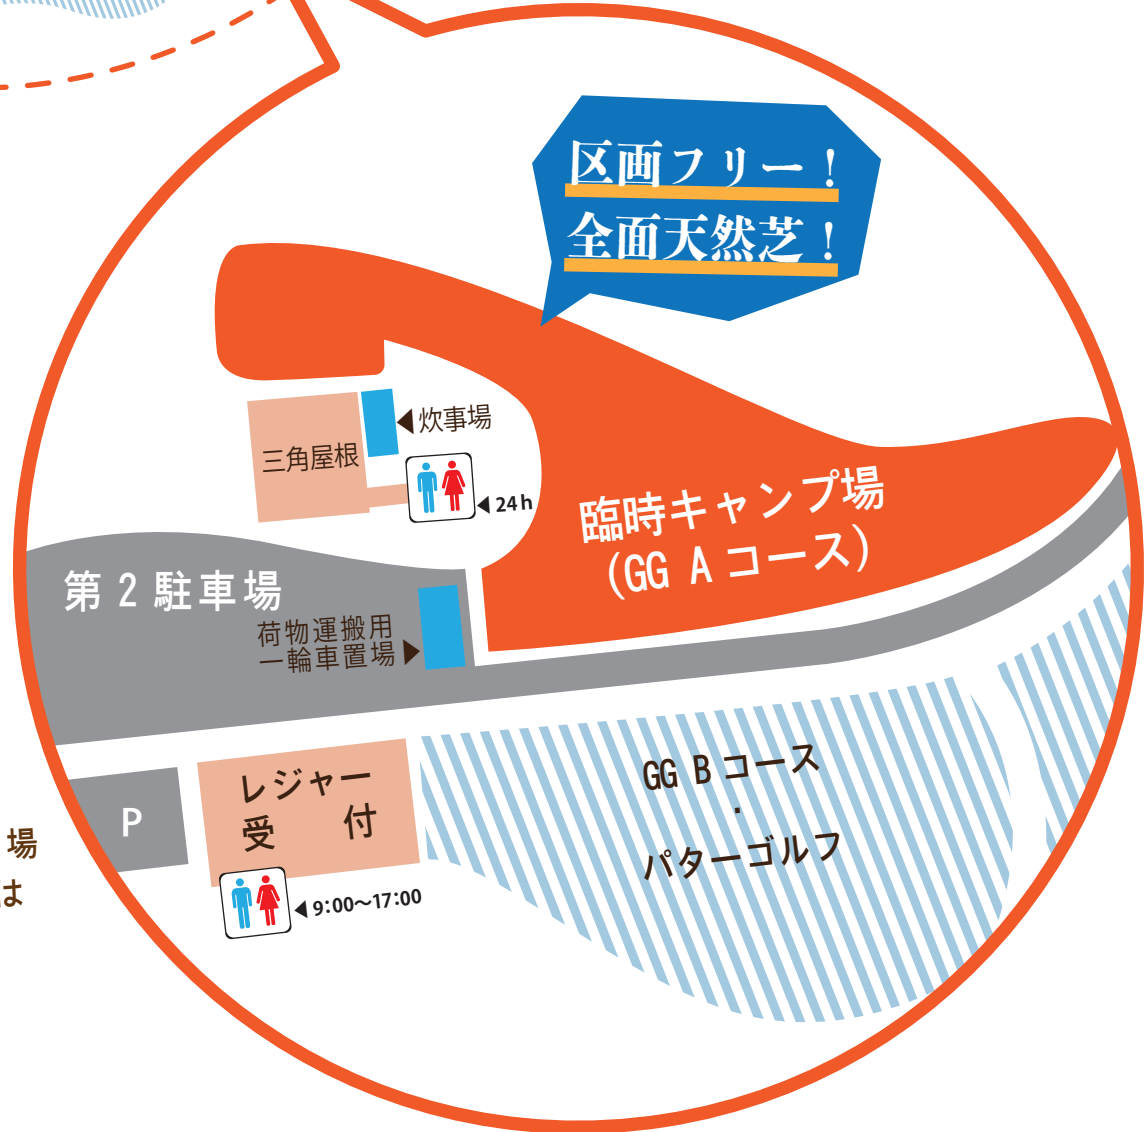 区画フリー！
全面天然芝！
炊事場
三角屋根
24h
臨時キャンプ場
（GG A コース）
第2駐車場
荷物運搬用
一輪車置場
レジャー
受 付
P
GG B コース
・
パターゴルフ
場
は
9:00～17:00